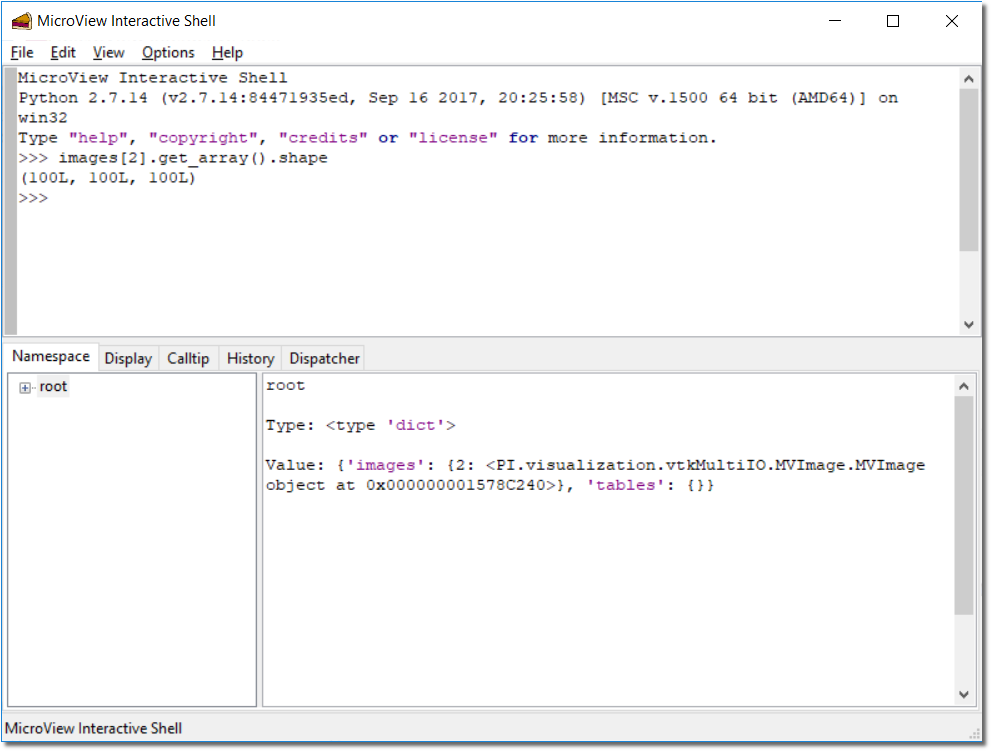 MicroView Interactive Shell
File Edit View Options Help
MicroView Interactive Shell
Python 2.7.14 (v2.7.14:84471935ed, Sep 16 2017, 20:25:58) [MSC v.1500 64 bit (AMD64)] on
win32
Type "help", "copyright", "credits" or "license" for more information.
>>> images[2].get_array().shape
(100L, 100L, 100L)
>>>
Namespace Display Calltip History Dispatcher
root
root
Type: <type 'dict'>
Value: {'images': {2: <PI.visualization.vtkMultiIO.MVImage.MVImage
object at 0x000000001578C240>}, 'tables': {}}
MicroView Interactive Shell